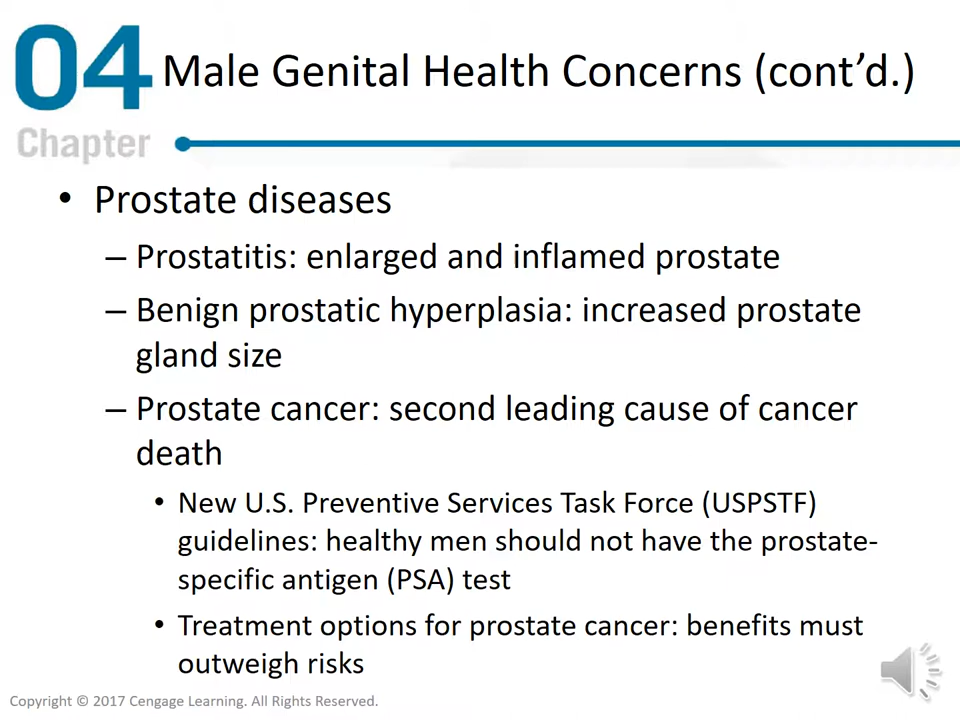 04
Chapter
Male Genital Health Concerns (cont’d.)
• Prostate diseases
– Prostatitis: enlarged and inflamed prostate
– Benign prostatic hyperplasia: increased prostate
gland size
– Prostate cancer: second leading cause of cancer
death
• New U.S. Preventive Services Task Force (USPSTF)
guidelines: healthy men should not have the prostate-
specific antigen (PSA) test
• Treatment options for prostate cancer: benefits must
outweigh risks
Copyright © 2017 Cengage Learning. All Rights Reserved.